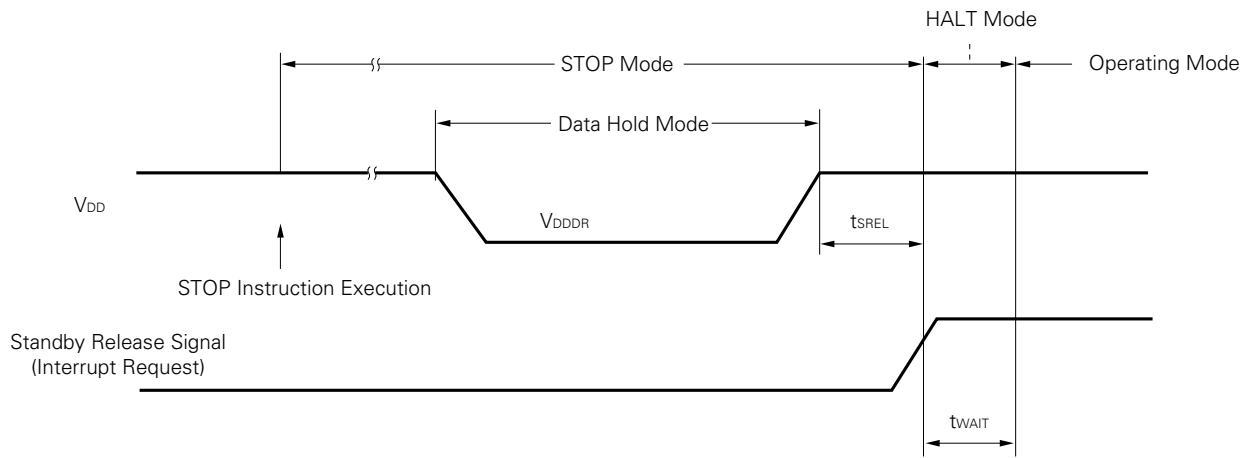 HALT Mode
STOP Mode
Operating Mode
Data Hold Mode
VDD
VDDDR
tSREL
STOP Instruction Execution
Standby Release Signal
(Interrupt Request)
tWAIT